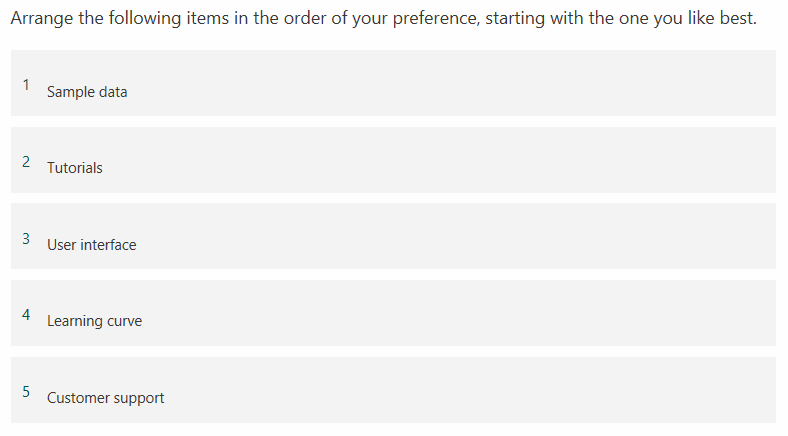 Arrange the following items in the order of your preference, starting with the one you like best.
1 Sample data
2 Tutorials
3 User interface
4 Learning curve
5 Customer support